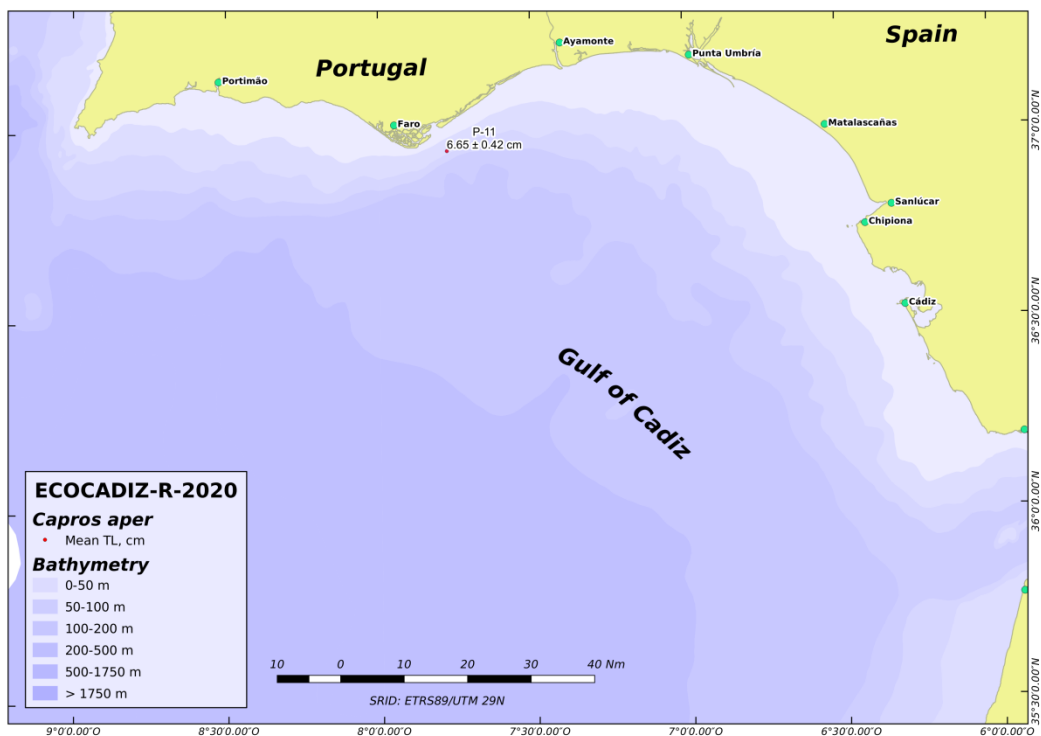 Spain
Ayamonte
Punta Umbría
Portugal
Portimão
Faro
Matalascañas
P-11
6.65 ± 0.42 cm
37°0'0.00"N
Sanlúcar
Chipiona
Cádiz
36°30'0.00"N
Gulf of Cadiz
36°0'0.00"N
ECOCADIZ-R-2020
Capros aper
Mean TL, cm
Bathymetry
0-50 m
50-100 m
100-200 m
200-500 m
500-1750 m
> 1750 m
10 0 10 20 30 40 Nm
SRID: ETRS89/UTM 29N
35°30'0.00"N
9°0'0.00"O 8°30'0.00"O 8°0'0.00"O 7°30'0.00"O 7°0'0.00"O 6°30'0.00"O 6°0'0.00"O